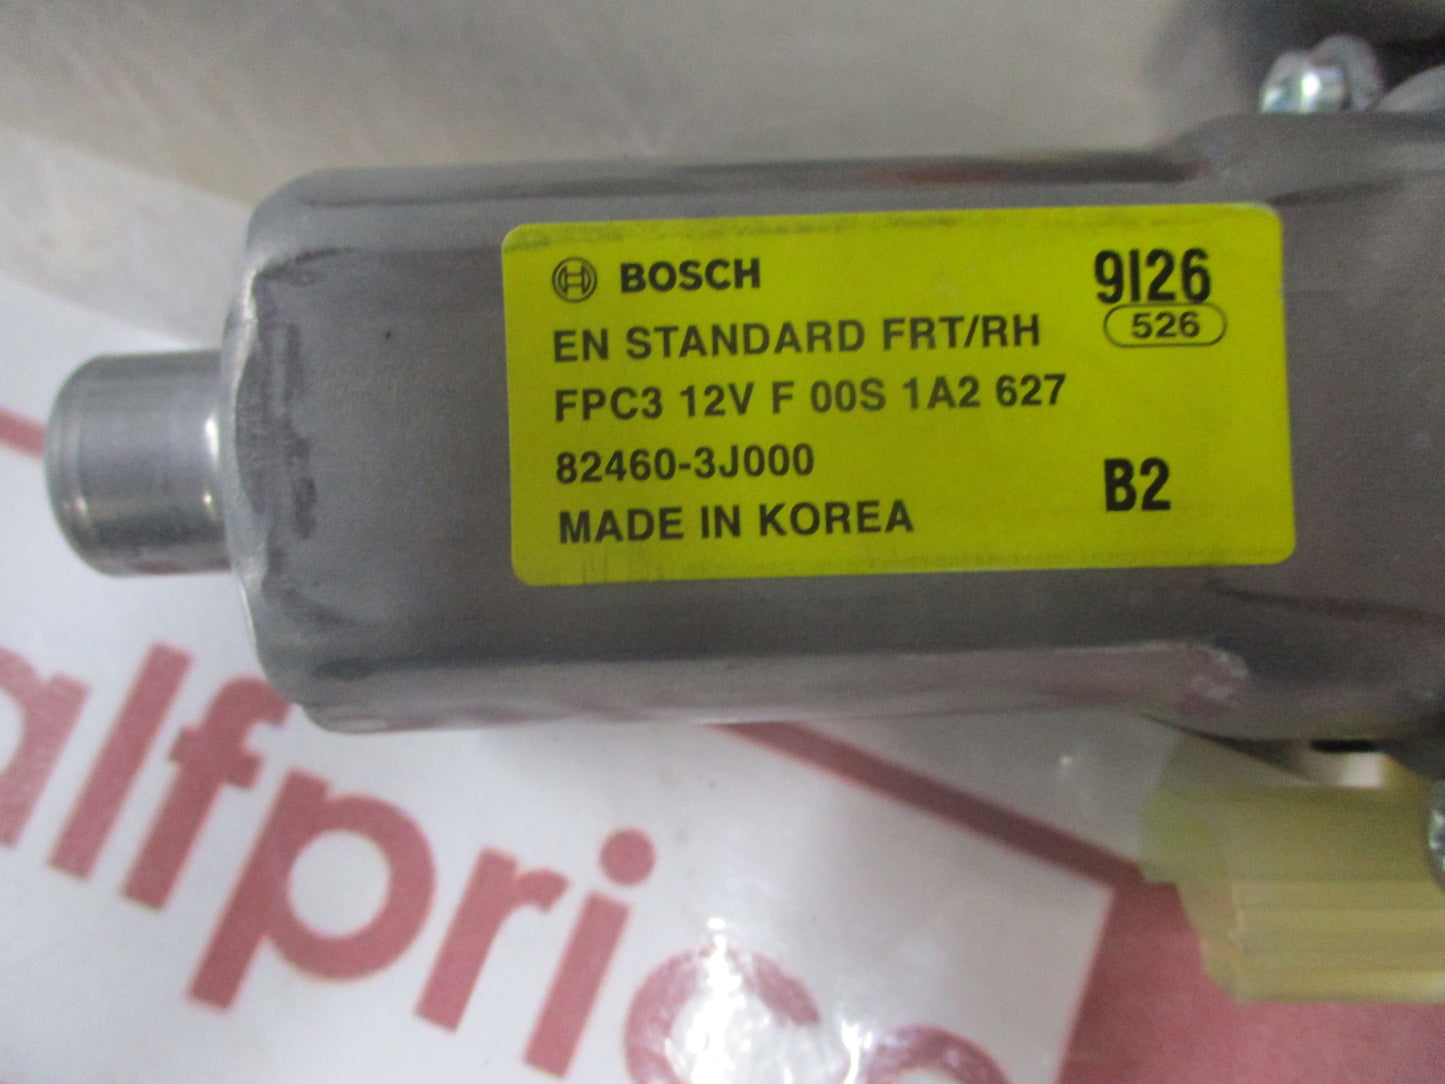 BOSCH
9I26
526
EN STANDARD FRT/RH
FPC3 12V F 00S 1A2 627
82460-3J000
B2
MADE IN KOREA
alfpric